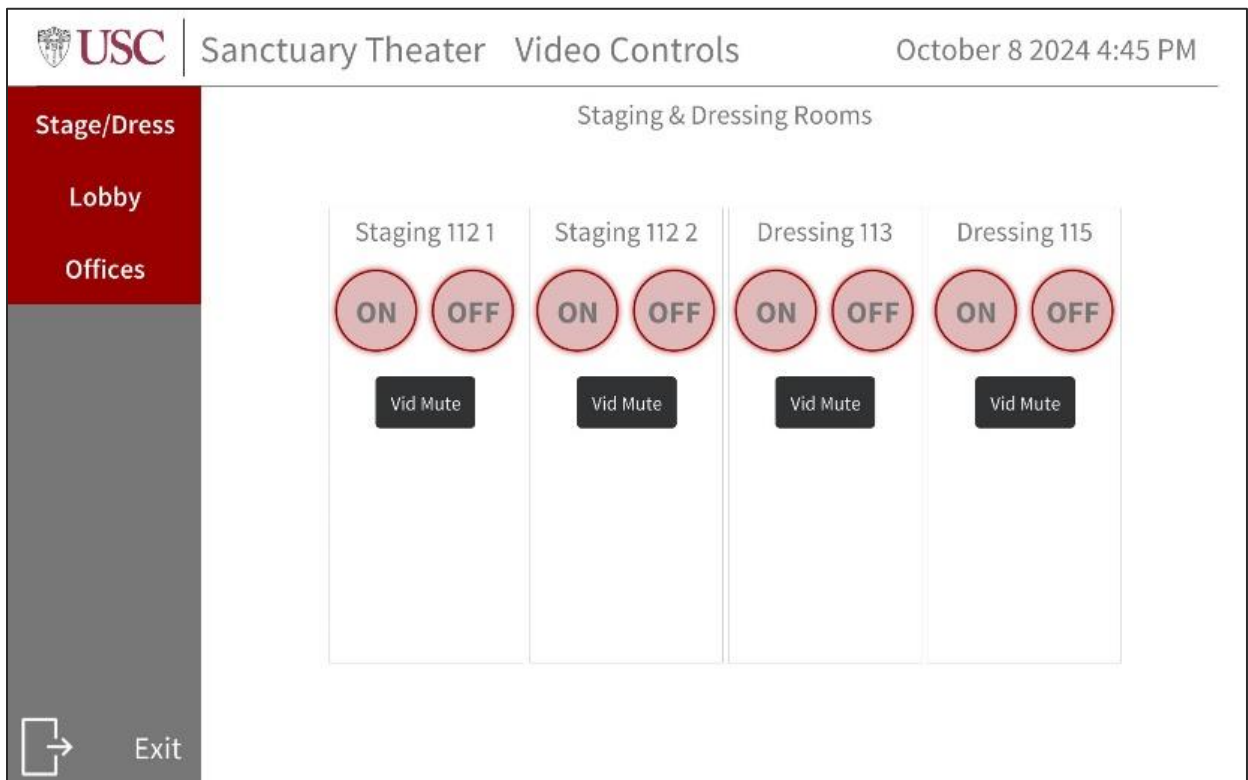 USC Sanctuary Theater Video Controls October 8 2024 4:45 PM
Stage/Dress
Lobby
Offices
Exit
Staging & Dressing Rooms
Staging 112 1 Staging 112 2 Dressing 113 Dressing 115
ON OFF ON OFF ON OFF ON OFF
Vid Mute Vid Mute Vid Mute Vid Mute